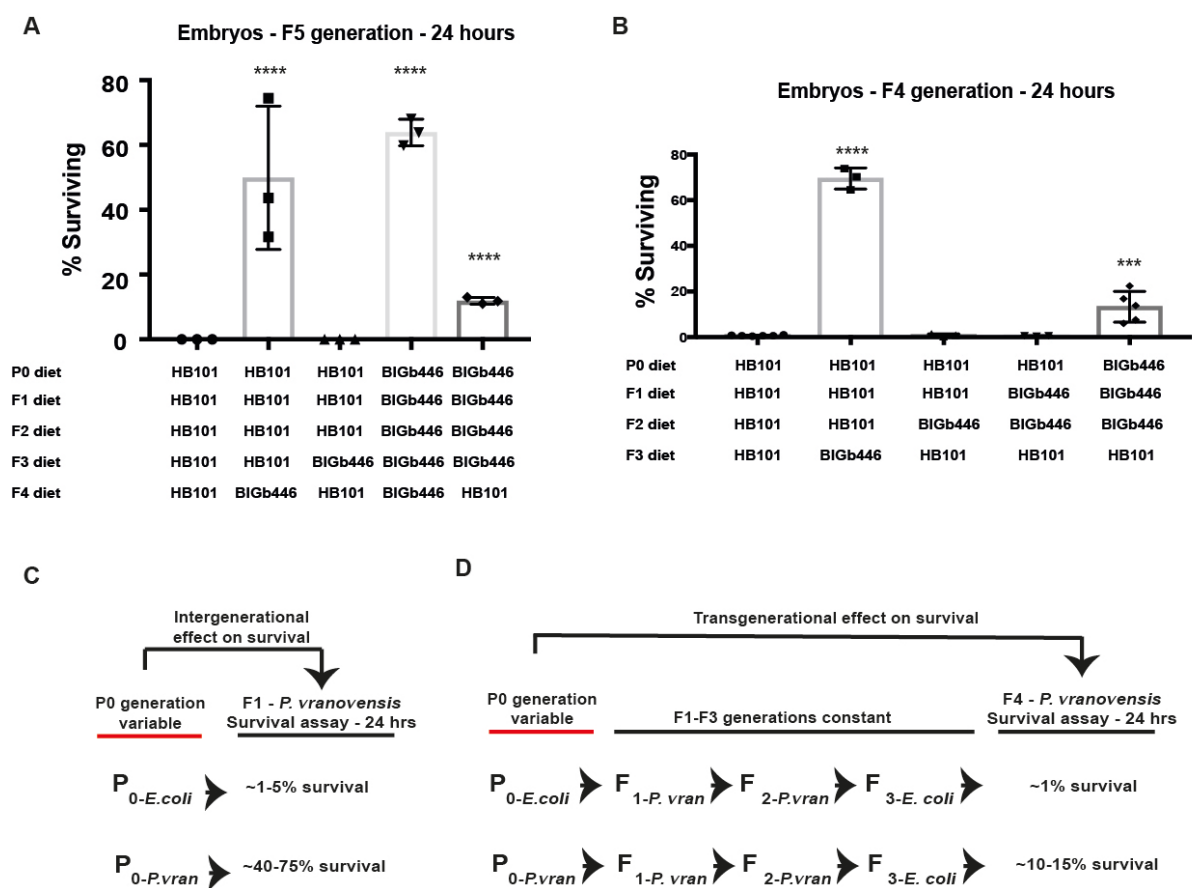 A
Embryos - F5 generation - 24 hours
****
****
****
80
60
40
20
0
% Surviving
P0 diet HB101 HB101 HB101 BIGb446 BIGb446
F1 diet HB101 HB101 HB101 BIGb446 BIGb446
F2 diet HB101 HB101 HB101 BIGb446 BIGb446
F3 diet HB101 HB101 BIGb446 BIGb446 BIGb446
F4 diet HB101 BIGb446 HB101 BIGb446 HB101
B
Embryos - F4 generation - 24 hours
****
***
80
60
40
20
0
% Surviving
P0 diet HB101 HB101 HB101 HB101 BIGb446
F1 diet HB101 HB101 HB101 BIGb446 BIGb446
F2 diet HB101 HB101 BIGb446 BIGb446 BIGb446
F3 diet HB101 BIGb446 HB101 HB101 HB101
C
Intergenerational
effect on survival
P0 generation
variable
F1 - P. vranovensis
Survival assay - 24 hrs
P0-E.coli ~1-5% survival
P0-P.vran ~40-75% survival
D
Transgenerational effect on survival
P0 generation
variable
F1-F3 generations constant
F4 - P. vranovensis
Survival assay - 24 hrs
P0-E.coli F1-P. vran F2-P.vran F3-E. coli ~1% survival
P0-P.vran F1-P. vran F2-P.vran F3-E. coli ~10-15% survival